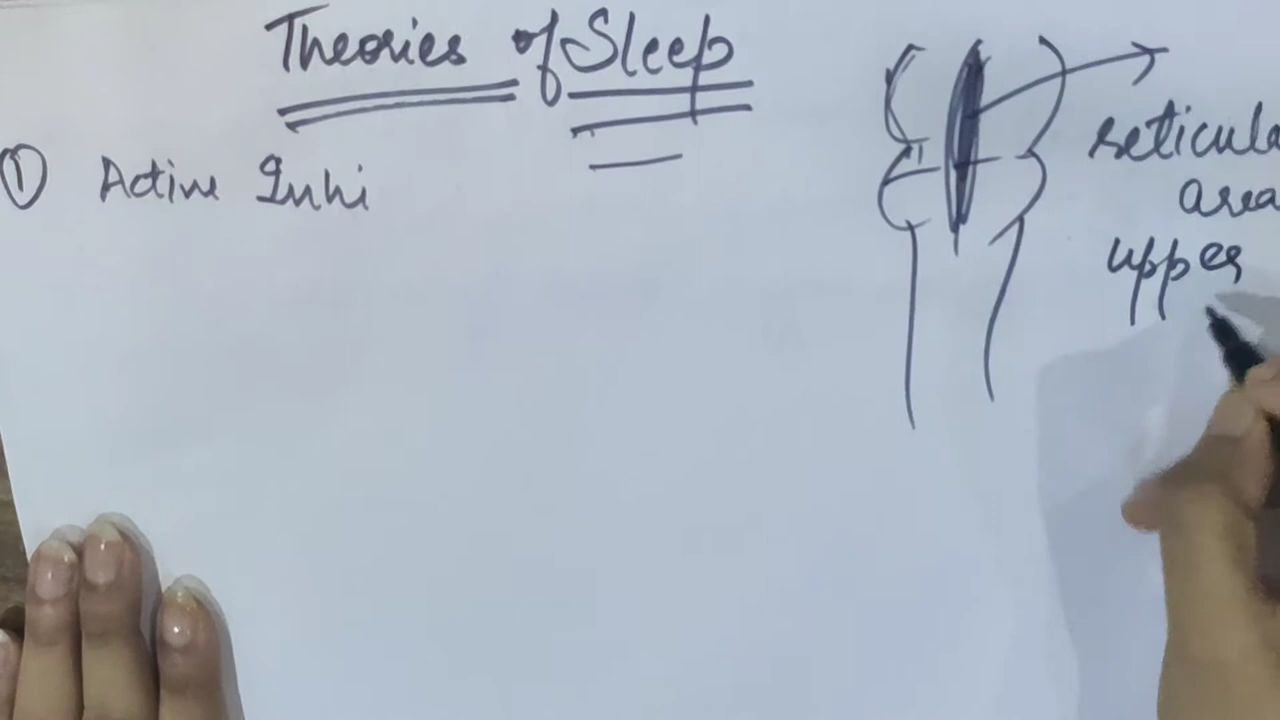 Theories of Sleep
① Active Inhi
reticula
area
upper